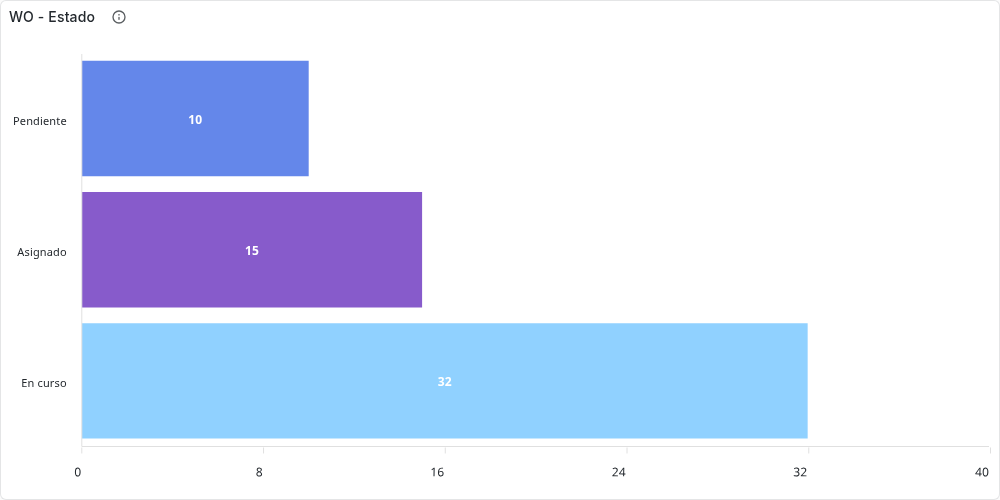 WO - Estado
Pendiente
10
Asignado
15
En curso
32
0 8 16 24 32 40